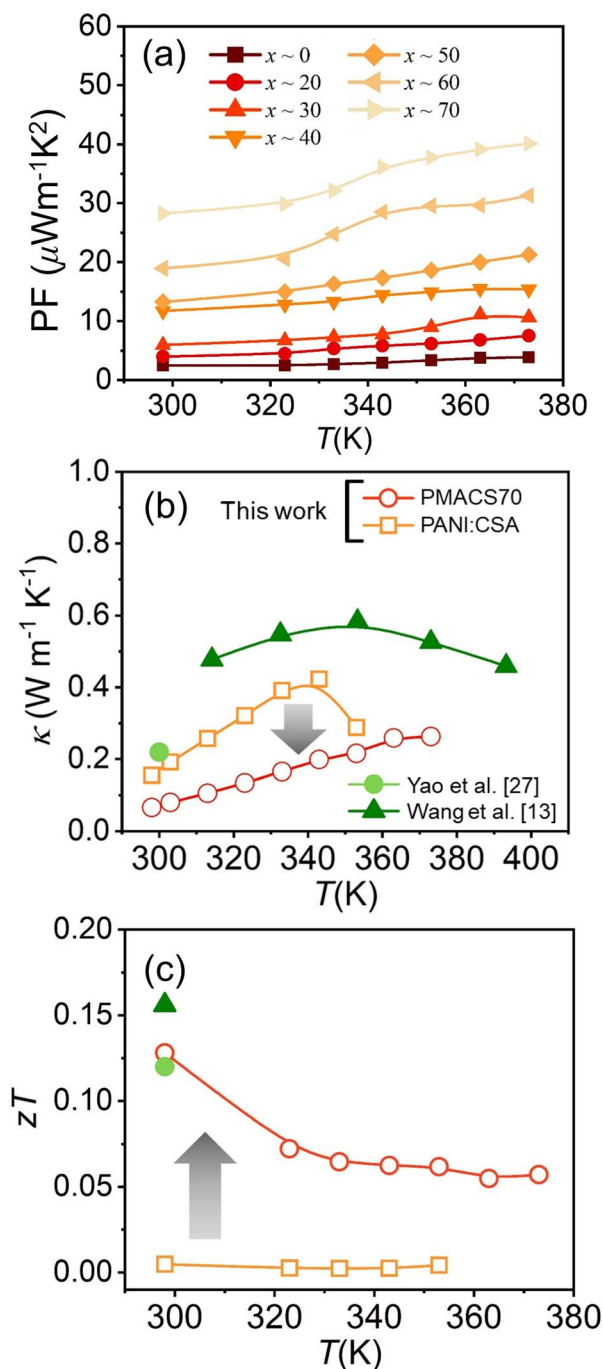 60
50
40
30
20
10
0
PF (μWm⁻¹K²)
(a)
x ~ 0
x ~ 20
x ~ 30
x ~ 40
x ~ 50
x ~ 60
x ~ 70
300 320 340 360 380
T(K)
1.0
0.8
0.6
0.4
0.2
0.0
κ (W m⁻¹ K⁻¹)
(b)
This work
PMACS70
PANI:CSA
Yao et al. [27]
Wang et al. [13]
300 320 340 360 380 400
T(K)
0.20
0.15
0.10
0.05
0.00
zT
(c)
300 320 340 360 380
T(K)